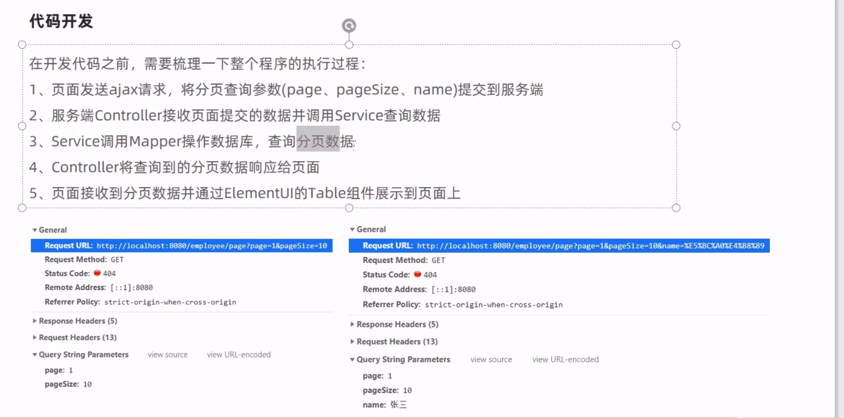 代码开发
在开发代码之前，需要梳理一下整个程序的执行过程：
1、页面发送ajax请求，将分页查询参数(page、pageSize、name)提交到服务端
2、服务端Controller接收页面提交的数据并调用Service查询数据
3、Service调用Mapper操作数据库，查询分页数据
4、Controller将查询到的分页数据响应给页面
5、页面接收到分页数据并通过ElementUI的Table组件展示到页面上
General
Request URL: http://localhost:8080/employee/page?page=1&pageSize=10
Request Method: GET
Status Code: 404
Remote Address: [::1]:8080
Referrer Policy: strict-origin-when-cross-origin
Response Headers (5)
Request Headers (13)
Query String Parameters view source view URL-encoded
page: 1
pageSize: 10
General
Request URL: http://localhost:8080/employee/page?page=1&pageSize=10&name=%E5%BC%A0%E4%B8%89
Request Method: GET
Status Code: 404
Remote Address: [::1]:8080
Referrer Policy: strict-origin-when-cross-origin
Response Headers (5)
Request Headers (13)
Query String Parameters view source view URL-encoded
page: 1
pageSize: 10
name: 张三